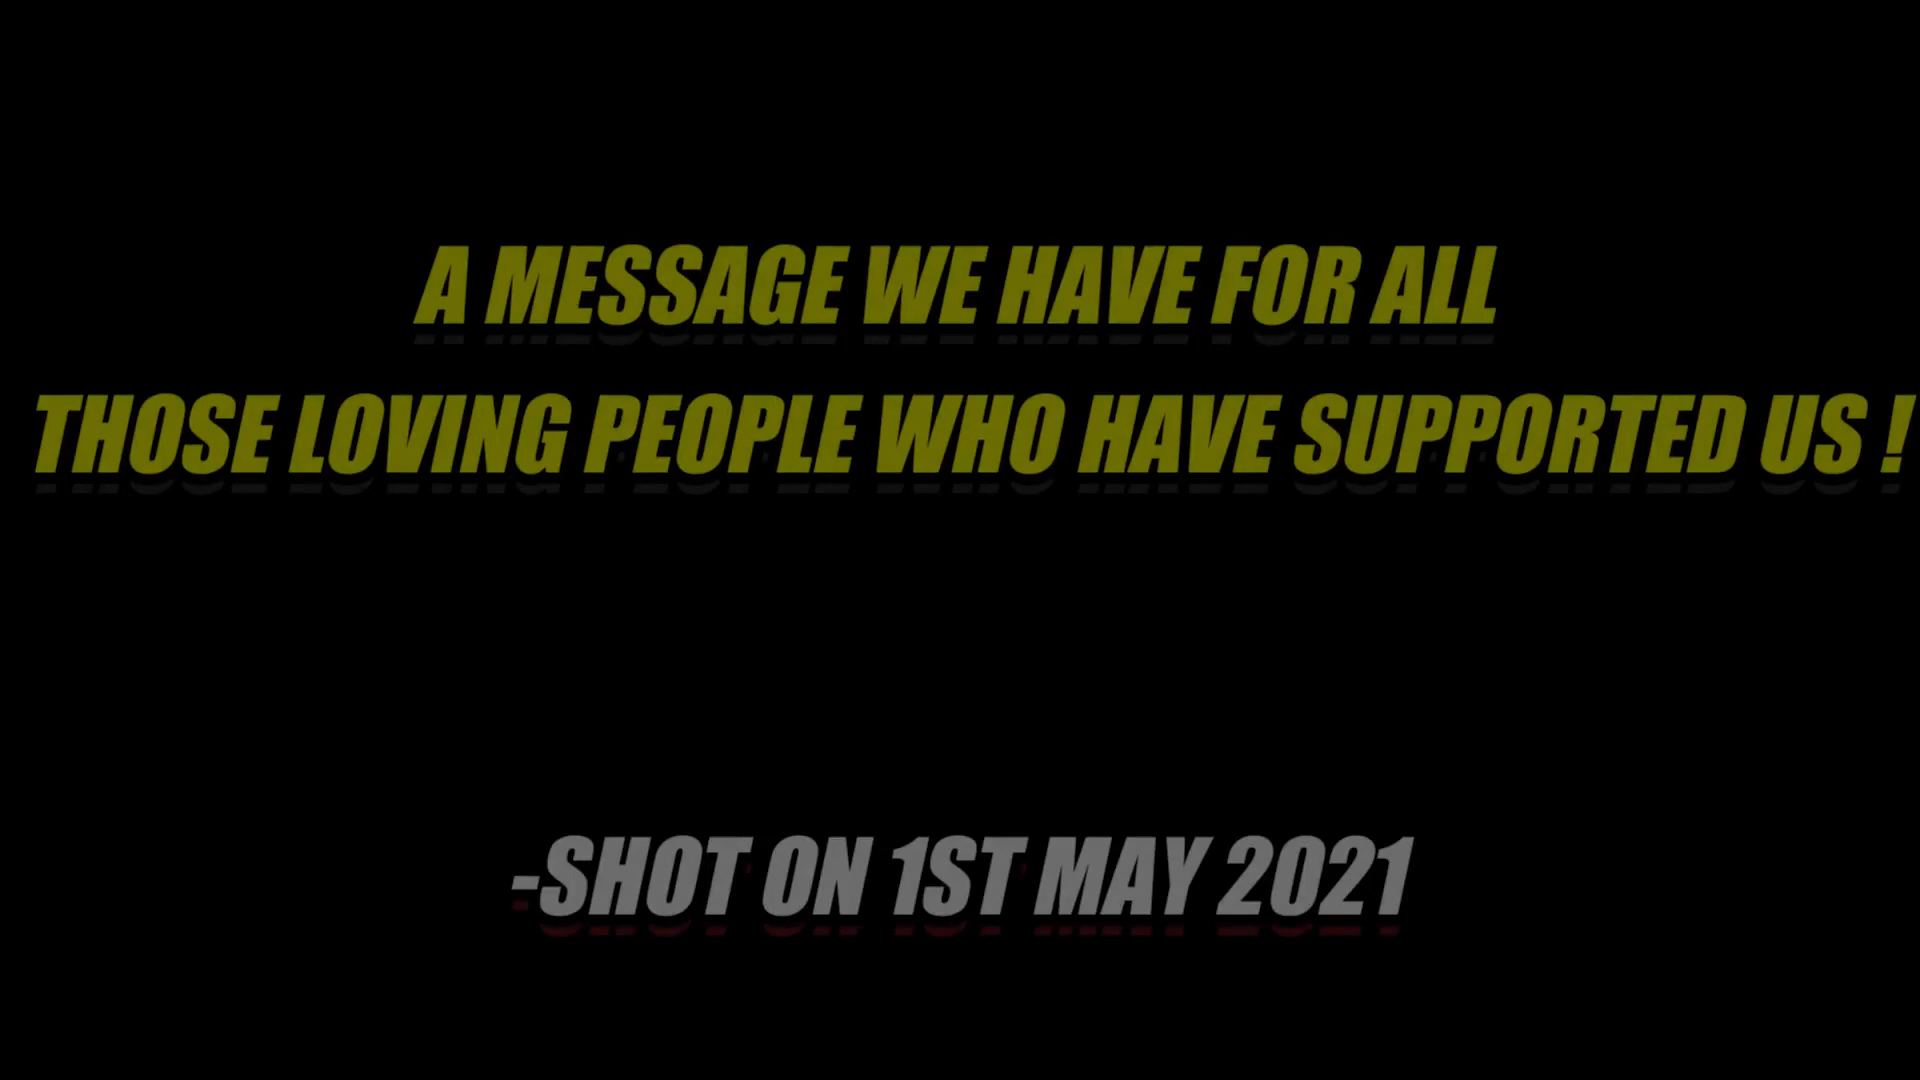 A MESSAGE WE HAVE FOR ALL
THOSE LOVING PEOPLE WHO HAVE SUPPORTED US !
-SHOT ON 1ST MAY 2021